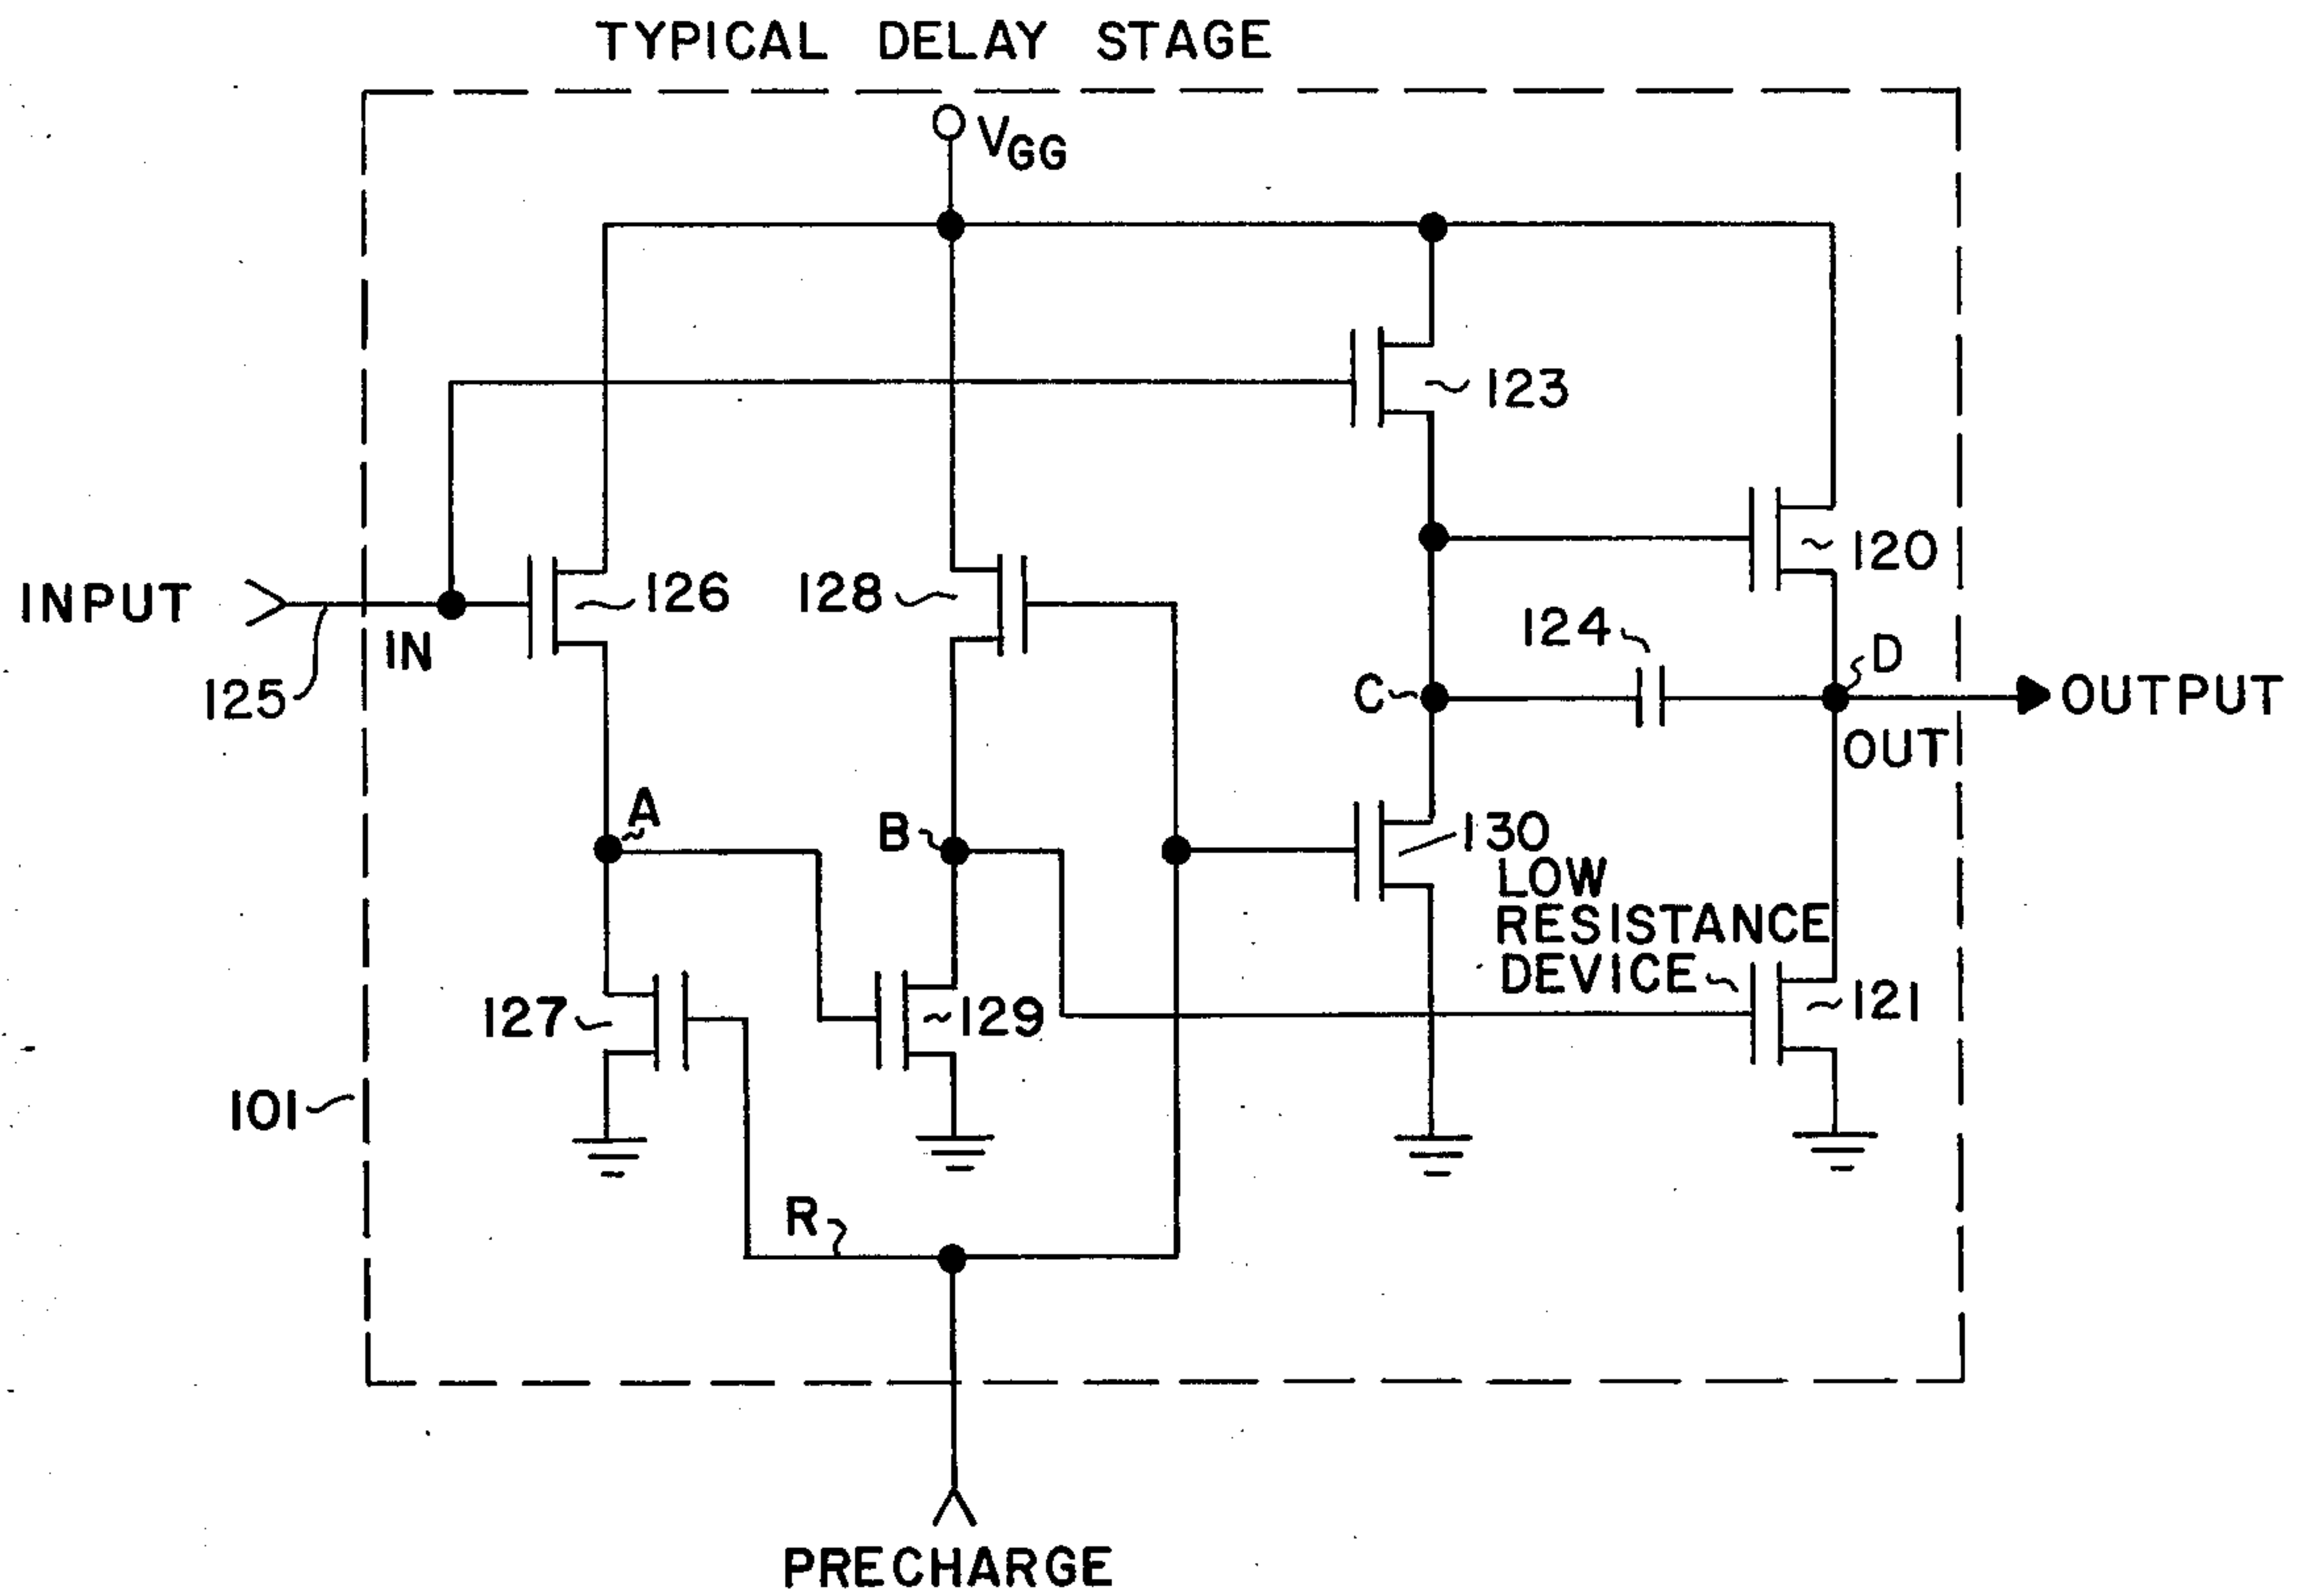 TYPICAL DELAY STAGE
VGG
123
120
INPUT
IN
126
128
124
D
125
C
OUTPUT
OUT
A
B
130
LOW
RESISTANCE
DEVICE
127
129
121
101
R
PRECHARGE